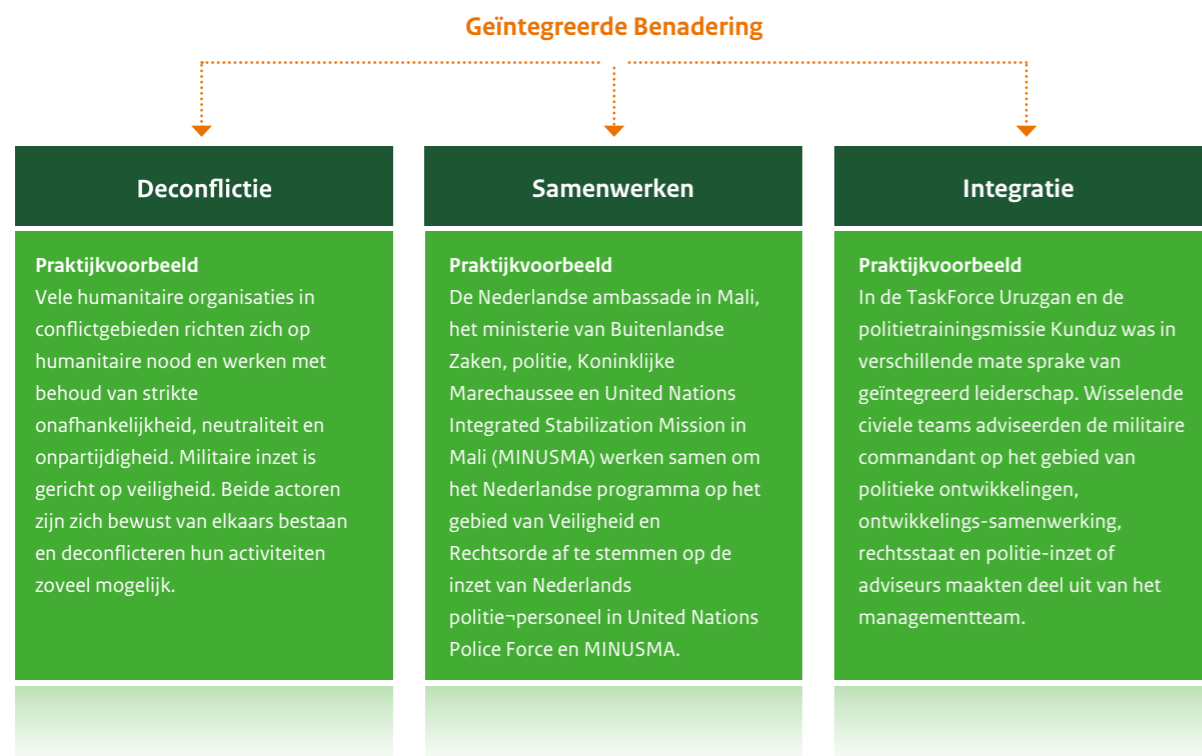 Geïntegreerde Benadering
Deconflictie
Praktijkvoorbeeld
Vele humanitaire organisaties in
conflictgebieden richten zich op
humanitaire nood en werken met
behoud van strikte
onafhankelijkheid, neutraliteit en
onpartijdigheid. Militaire inzet is
gericht op veiligheid. Beide actoren
zijn zich bewust van elkaars bestaan
en deconflicteren hun activiteiten
zoveel mogelijk.
Samenwerken
Praktijkvoorbeeld
De Nederlandse ambassade in Mali,
het ministerie van Buitenlandse
Zaken, politie, Koninklijke
Marechaussee en United Nations
Integrated Stabilization Mission in
Mali (MINUSMA) werken samen om
het Nederlandse programma op het
gebied van Veiligheid en
Rechtsorde af te stemmen op de
inzet van Nederlands
politie¬personeel in United Nations
Police Force en MINUSMA.
Integratie
Praktijkvoorbeeld
In de TaskForce Uruzgan en de
politietrainingsmissie Kunduz was in
verschillende mate sprake van
geïntegreerd leiderschap. Wisselende
civiele teams adviseerden de militaire
commandant op het gebied van
politieke ontwikkelingen,
ontwikkelings-samenwerking,
rechtsstaat en politie-inzet of
adviseurs maakten deel uit van het
managementteam.